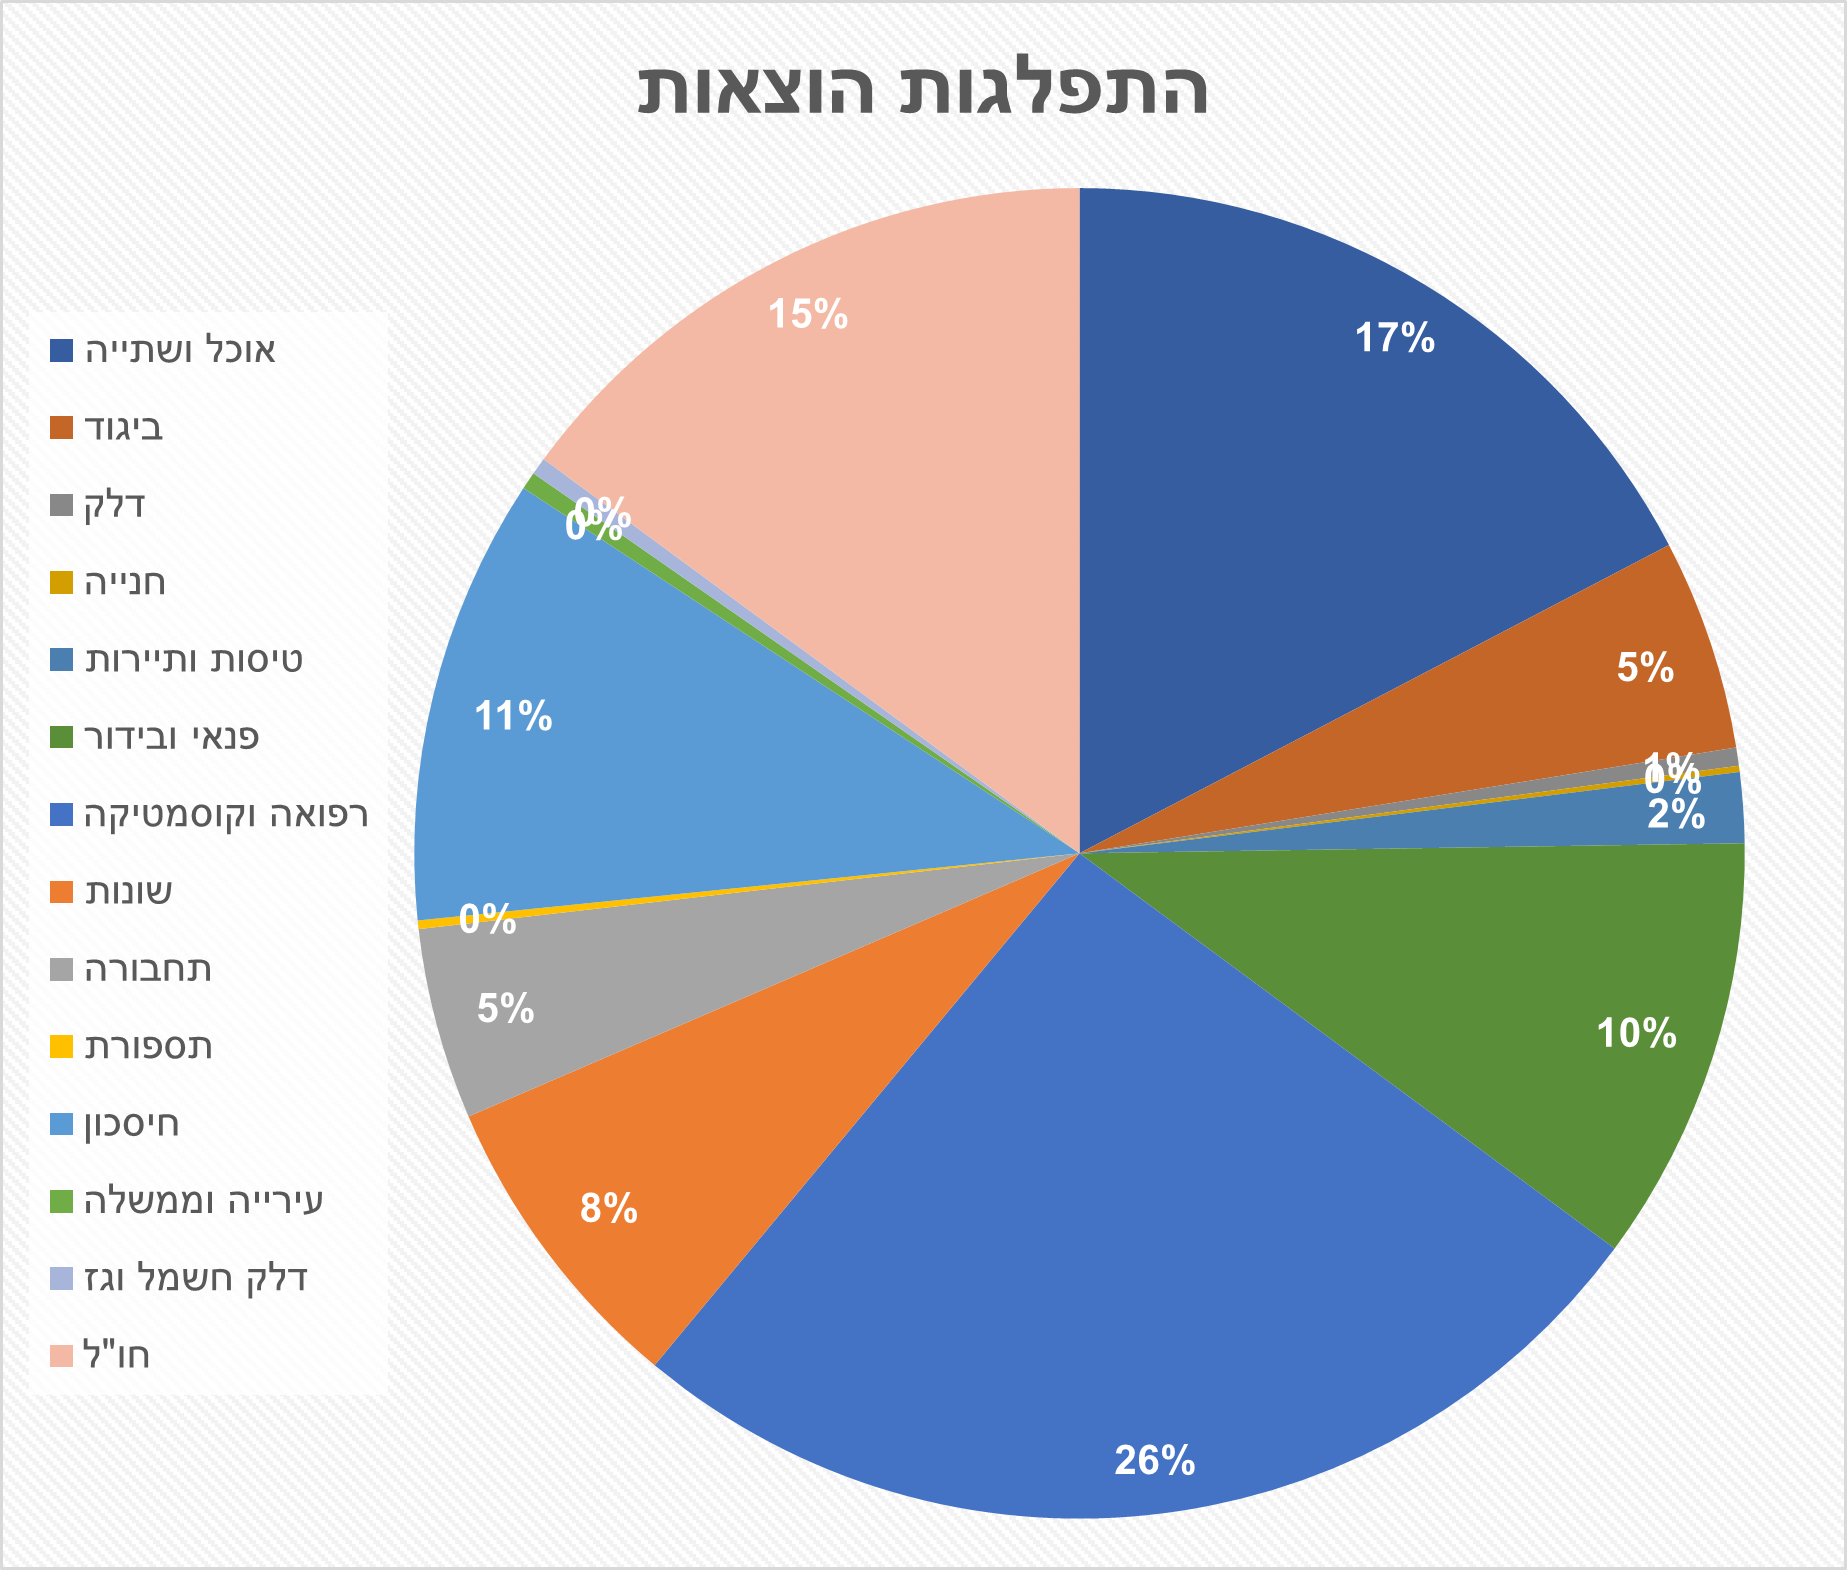 התפלגות הוצאות
אוכל ושתייה
ביגוד
דלק
חנייה
טיסות ותיירות
פנאי ובידור
רפואה וקוסמטיקה
שונות
תחבורה
תספורת
חיסכון
עירייה וממשלה
דלק חשמל וגז
חו"ל
17%
5%
1%
0%
2%
10%
26%
8%
5%
0%
11%
0%
0%
15%